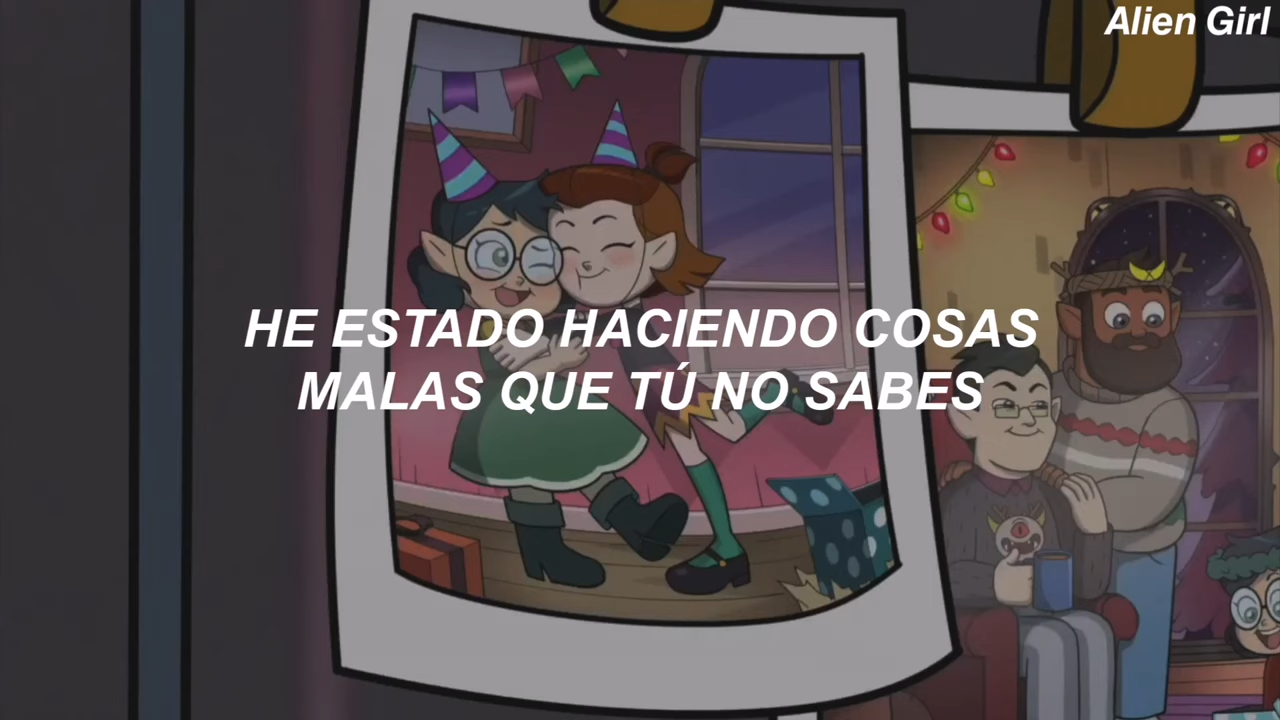 Alien Girl
HE ESTADO HACIENDO COSAS
MALAS QUE TÚ NO SABES